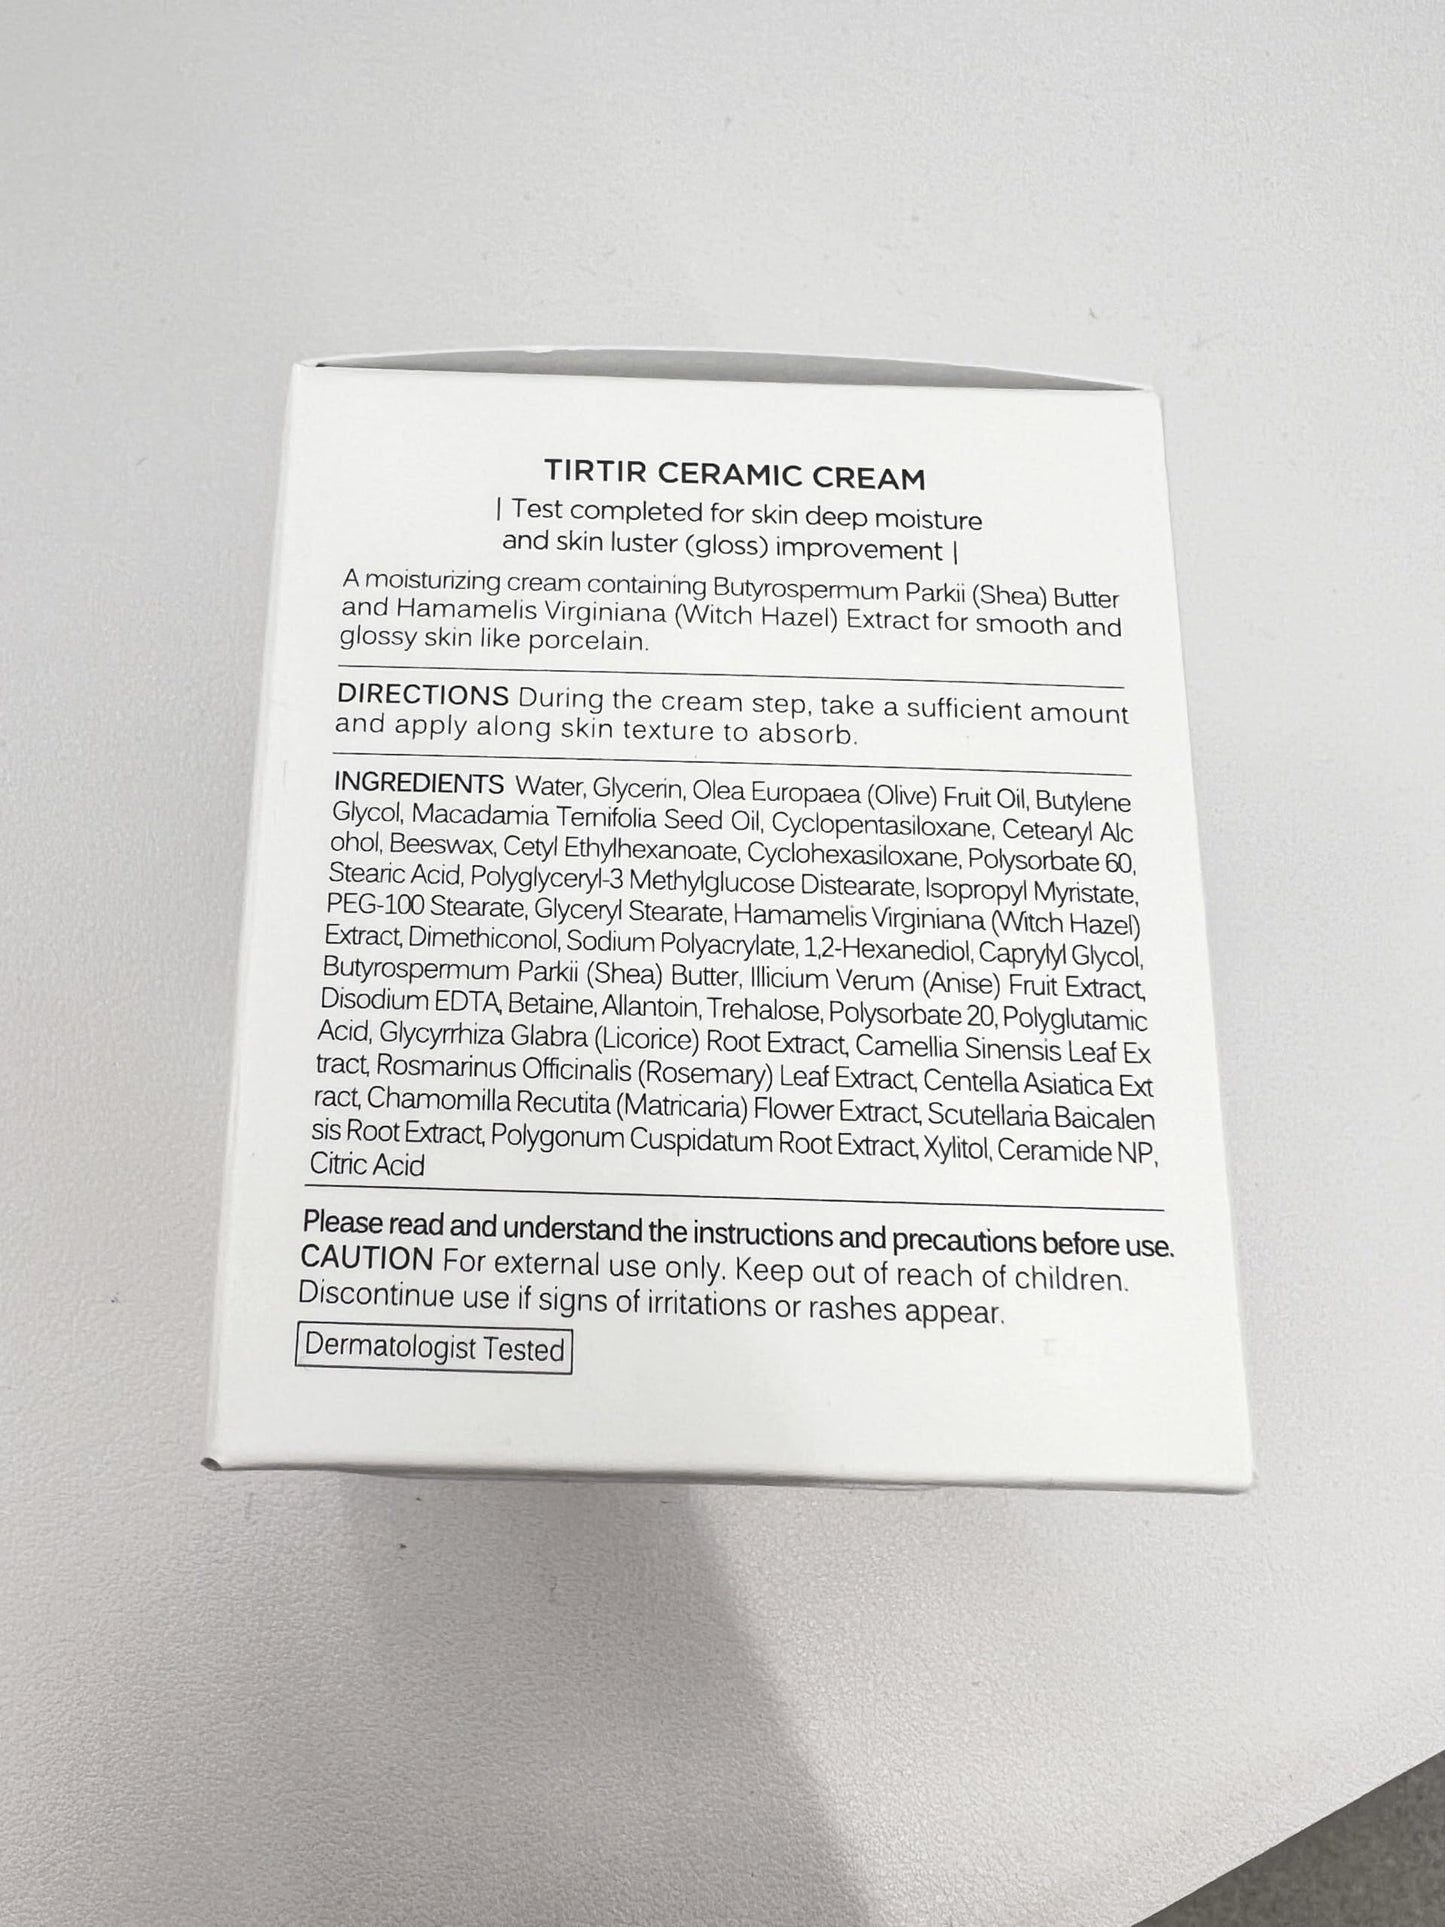 TIRTIR CERAMIC CREAM
| Test completed for skin deep moisture
and skin luster (gloss) improvement |
A moisturizing cream containing Butyrospermum Parkii (Shea) Butter
and Hamamelis Virginiana (Witch Hazel) Extract for smooth and
glossy skin like porcelain.
DIRECTIONS During the cream step, take a sufficient amount
and apply along skin texture to absorb.
INGREDIENTS Water, Glycerin, Olea Europaea (Olive) Fruit Oil, Butylene
Glycol, Macadamia Ternifolia Seed Oil, Cyclopentasiloxane, Cetearyl Alc
ohol, Beeswax, Cetyl Ethylhexanoate, Cyclohexasiloxane, Polysorbate 60,
Stearic Acid, Polyglyceryl-3 Methylglucose Distearate, Isopropyl Myristate,
PEG-100 Stearate, Glyceryl Stearate, Hamamelis Virginiana (Witch Hazel)
Extract, Dimethiconol, Sodium Polyacrylate, 1,2-Hexanediol, Caprylyl Glycol,
Butyrospermum Parkii (Shea) Butter, Illicium Verum (Anise) Fruit Extract,
Disodium EDTA, Betaine, Allantoin, Trehalose, Polysorbate 20, Polyglutamic
Acid, Glycyrrhiza Glabra (Licorice) Root Extract, Camellia Sinensis Leaf Ex
tract, Rosmarinus Officinalis (Rosemary) Leaf Extract, Centella Asiatica Ext
ract, Chamomilla Recutita (Matricaria) Flower Extract, Scutellaria Baicalen
sis Root Extract, Polygonum Cuspidatum Root Extract, Xylitol, Ceramide NP,
Citric Acid
Please read and understand the instructions and precautions before use.
CAUTION For external use only. Keep out of reach of children.
Discontinue use if signs of irritations or rashes appear.
Dermatologist Tested